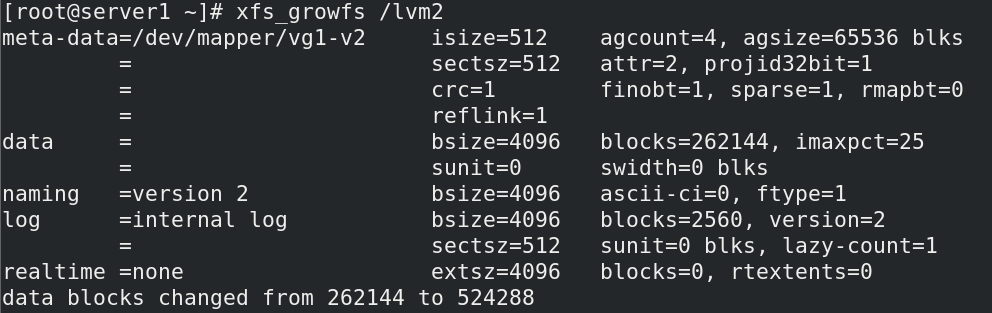 [root@server1 ~]# xfs_growfs /lvm2
meta-data=/dev/mapper/vg1-v2     isize=512    agcount=4, agsize=65536 blks
         =                       sectsz=512   attr=2, projid32bit=1
         =                       crc=1        finobt=1, sparse=1, rmapbt=0
         =                       reflink=1
data     =                       bsize=4096   blocks=262144, imaxpct=25
         =                       sunit=0      swidth=0 blks
naming   =version 2              bsize=4096   ascii-ci=0, ftype=1
log      =internal log           bsize=4096   blocks=2560, version=2
         =                       sectsz=512   sunit=0 blks, lazy-count=1
realtime =none                   extsz=4096   blocks=0, rtextents=0
data blocks changed from 262144 to 524288